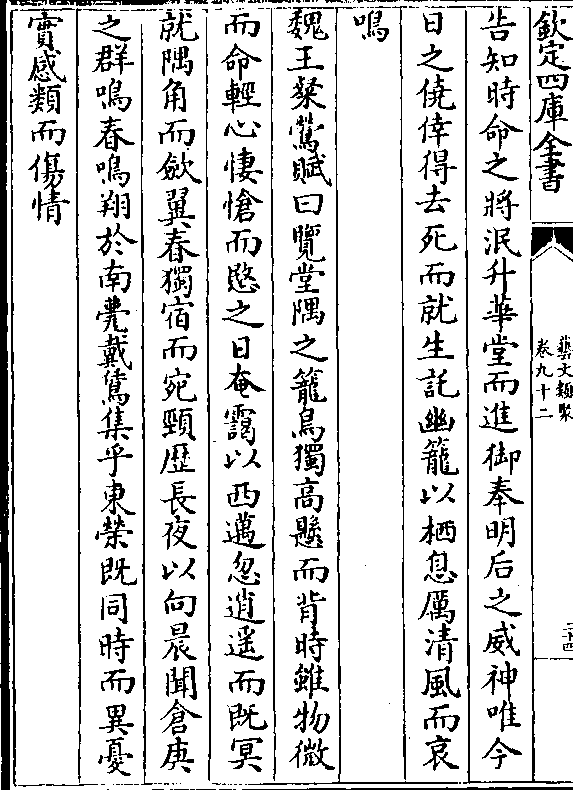 欽定四庫全書
藝文類聚
卷九十二
二十四
告知時命之將泯升華堂而進御奉明后之威神唯今
日之僥倖得去死而就生託幽籠以栖息厲清風而哀
鳴
魏王粲鶯賦曰覽堂隅之籠鳥獨高懸而背時雖物微
而命輕心悽愴而愍之日奄靄以西邁忽逍遥而既冥
就隅角而斂翼眷獨宿而宛頸歴長夜以向晨聞倉庚
之群鳴春鳴翔於南甍戴鵀集乎東榮既同時而異憂
實感類而傷情